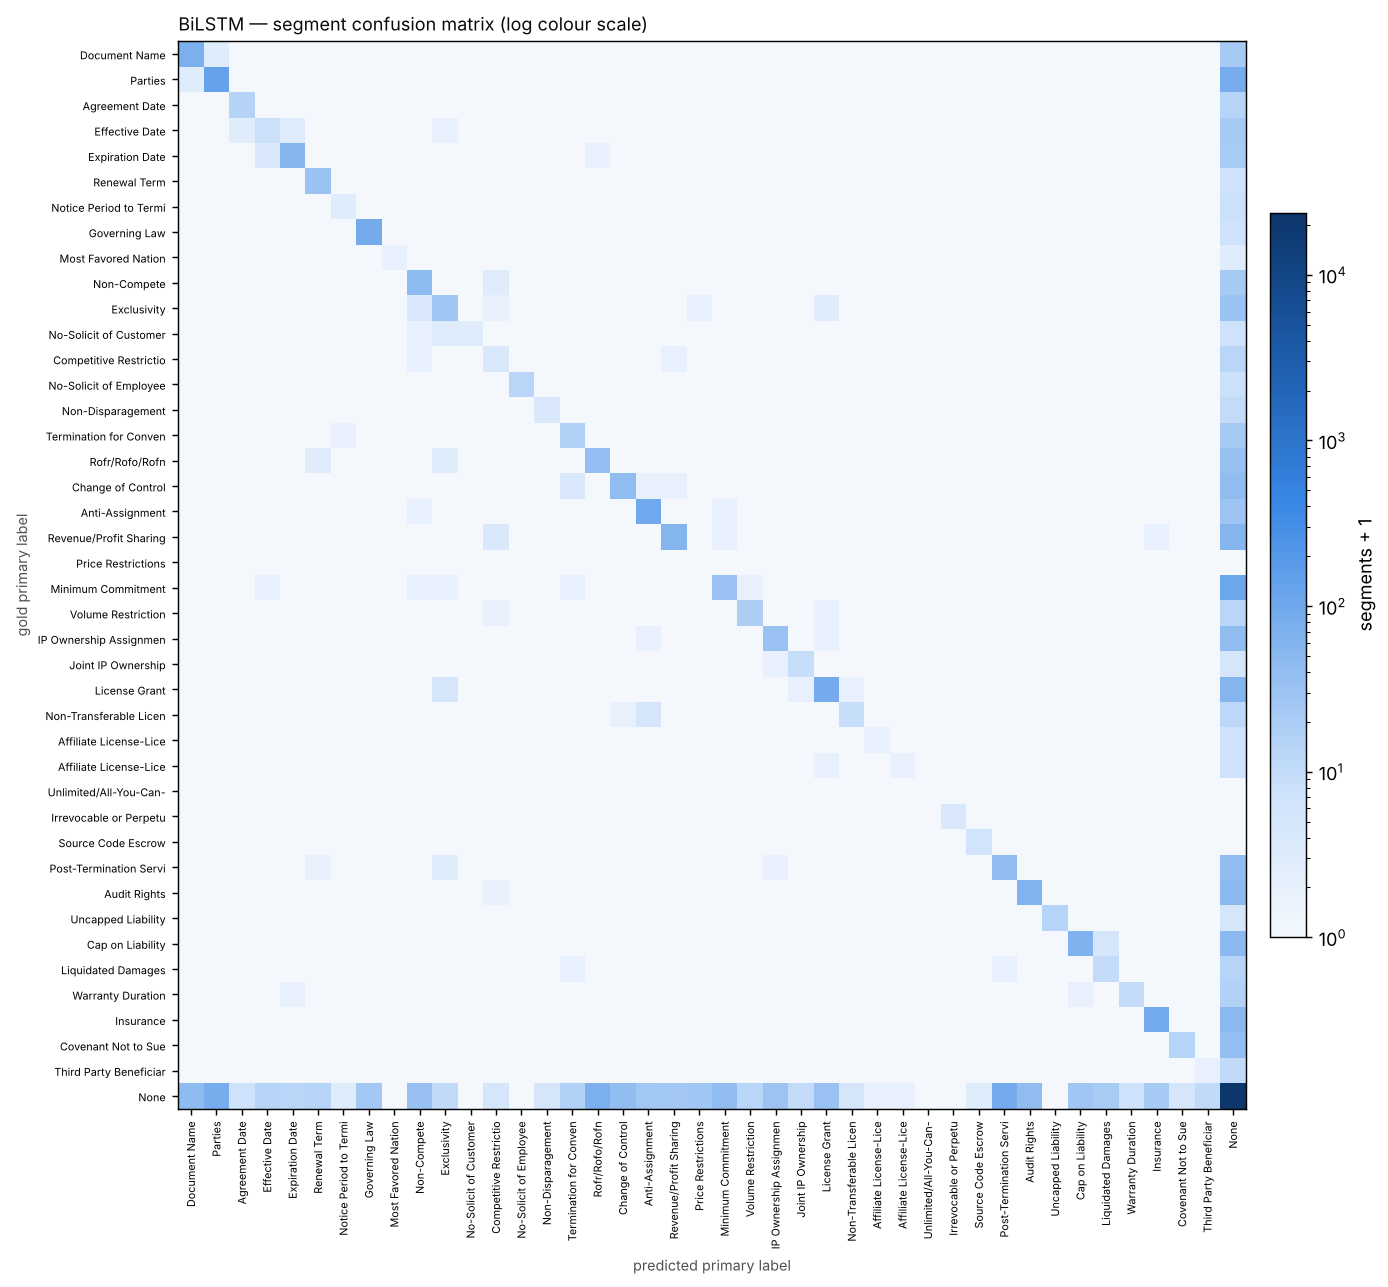 BiLSTM — segment confusion matrix (log colour scale)
gold primary label
Document Name
Parties
Agreement Date
Effective Date
Expiration Date
Renewal Term
Notice Period to Termi
Governing Law
Most Favored Nation
Non-Compete
Exclusivity
No-Solicit of Customer
Competitive Restrictio
No-Solicit of Employee
Non-Disparagement
Termination for Conven
Rofr/Rofo/Rofn
Change of Control
Anti-Assignment
Revenue/Profit Sharing
Price Restrictions
Minimum Commitment
Volume Restriction
IP Ownership Assignmen
Joint IP Ownership
License Grant
Non-Transferable Licen
Affiliate License-Lice
Affiliate License-Lice
Unlimited/All-You-Can-
Irrevocable or Perpetu
Source Code Escrow
Post-Termination Servi
Audit Rights
Uncapped Liability
Cap on Liability
Liquidated Damages
Warranty Duration
Insurance
Covenant Not to Sue
Third Party Beneficiar
None
Document Name
Parties
Agreement Date
Effective Date
Expiration Date
Renewal Term
Notice Period to Termi
Governing Law
Most Favored Nation
Non-Compete
Exclusivity
No-Solicit of Customer
Competitive Restrictio
No-Solicit of Employee
Non-Disparagement
Termination for Conven
Rofr/Rofo/Rofn
Change of Control
Anti-Assignment
Revenue/Profit Sharing
Price Restrictions
Minimum Commitment
Volume Restriction
IP Ownership Assignmen
Joint IP Ownership
License Grant
Non-Transferable Licen
Affiliate License-Lice
Affiliate License-Lice
Unlimited/All-You-Can-
Irrevocable or Perpetu
Source Code Escrow
Post-Termination Servi
Audit Rights
Uncapped Liability
Cap on Liability
Liquidated Damages
Warranty Duration
Insurance
Covenant Not to Sue
Third Party Beneficiar
None
predicted primary label
10⁴
10³
10²
10¹
10⁰
segments + 1